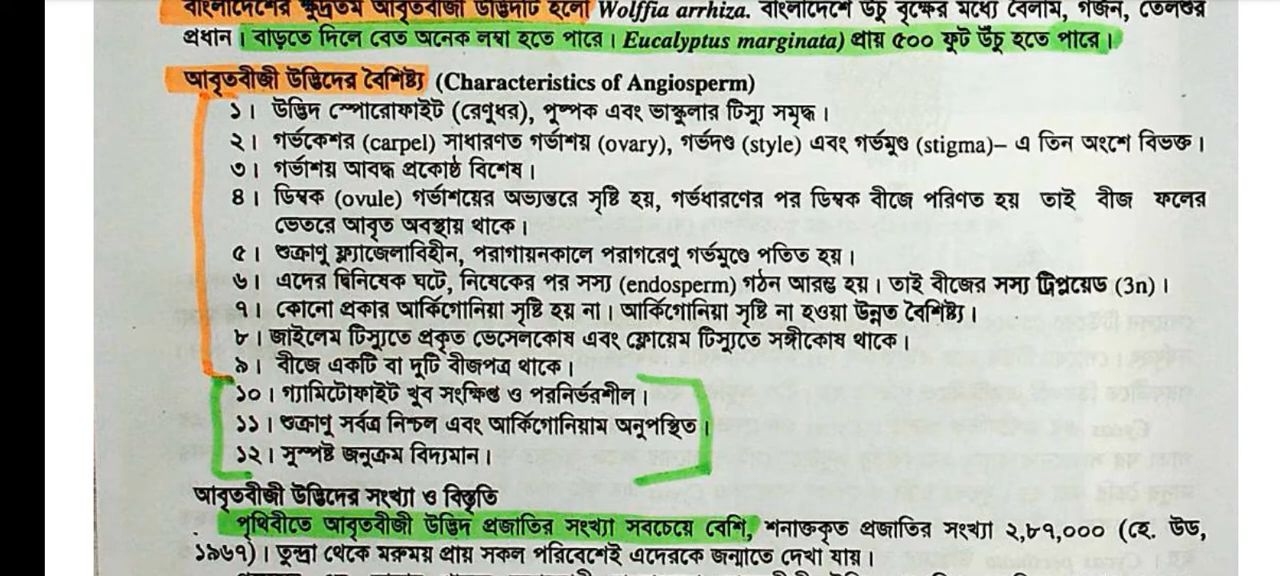 বাংলাদেশের ক্ষুদ্রতম আবৃতবীজী উদ্ভিদটি হলো Wolffia arrhiza. বাংলাদেশে উঁচু বৃক্ষের মধ্যে বৈলাম, গর্জন, তেলশুর
প্রধান। বাড়তে দিলে বেত অনেক লম্বা হতে পারে। Eucalyptus marginata) প্রায় ৫০০ ফুট উঁচু হতে পারে।
আবৃতবীজী উদ্ভিদের বৈশিষ্ট্য (Characteristics of Angiosperm)
১। উদ্ভিদ স্পোরোফাইট (রেণুধর), পুষ্পক এবং ভাস্কুলার টিস্যু সমৃদ্ধ।
২। গর্ভকেশর (carpel) সাধারণত গর্ভাশয় (ovary), গর্ভদণ্ড (style) এবং গর্ভমুণ্ড (stigma)– এ তিন অংশে বিভক্ত।
৩। গর্ভাশয় আবদ্ধ প্রকোষ্ঠ বিশেষ।
৪। ডিম্বক (ovule) গর্ভাশয়ের অভ্যন্তরে সৃষ্টি হয়, গর্ভধারণের পর ডিম্বক বীজে পরিণত হয় তাই বীজ ফলের
ভেতরে আবৃত অবস্থায় থাকে।
৫। শুক্রাণু ফ্ল্যাজেলাবিহীন, পরাগায়নকালে পরাগরেণু গর্ভমুণ্ডে পতিত হয়।
৬। এদের দ্বিনিষেক ঘটে, নিষেকের পর সস্য (endosperm) গঠন আরম্ভ হয়। তাই বীজের সস্য ট্রিপ্লয়েড (3n)।
৭। কোনো প্রকার আর্কিগোনিয়া সৃষ্টি হয় না। আর্কিগোনিয়া সৃষ্টি না হওয়া উন্নত বৈশিষ্ট্য।
৮। জাইলেম টিস্যুতে প্রকৃত ভেসেলকোষ এবং ফ্লোয়েম টিস্যুতে সঙ্গীকোষ থাকে।
৯। বীজে একটি বা দুটি বীজপত্র থাকে।
১০। গ্যামিটোফাইট খুব সংক্ষিপ্ত ও পরনির্ভরশীল।
১১। শুক্রাণু সর্বত্র নিশ্চল এবং আর্কিগোনিয়াম অনুপস্থিত।
১২। সুস্পষ্ট জনুক্রম বিদ্যমান।
আবৃতবীজী উদ্ভিদের সংখ্যা ও বিস্তৃতি
পৃথিবীতে আবৃতবীজী উদ্ভিদ প্রজাতির সংখ্যা সবচেয়ে বেশি, শনাক্তকৃত প্রজাতির সংখ্যা ২,৮৭,০০০ (হে. উড,
১৯৬৭)। তুন্দ্রা থেকে মরুময় প্রায় সকল পরিবেশেই এদেরকে জন্মাতে দেখা যায়।